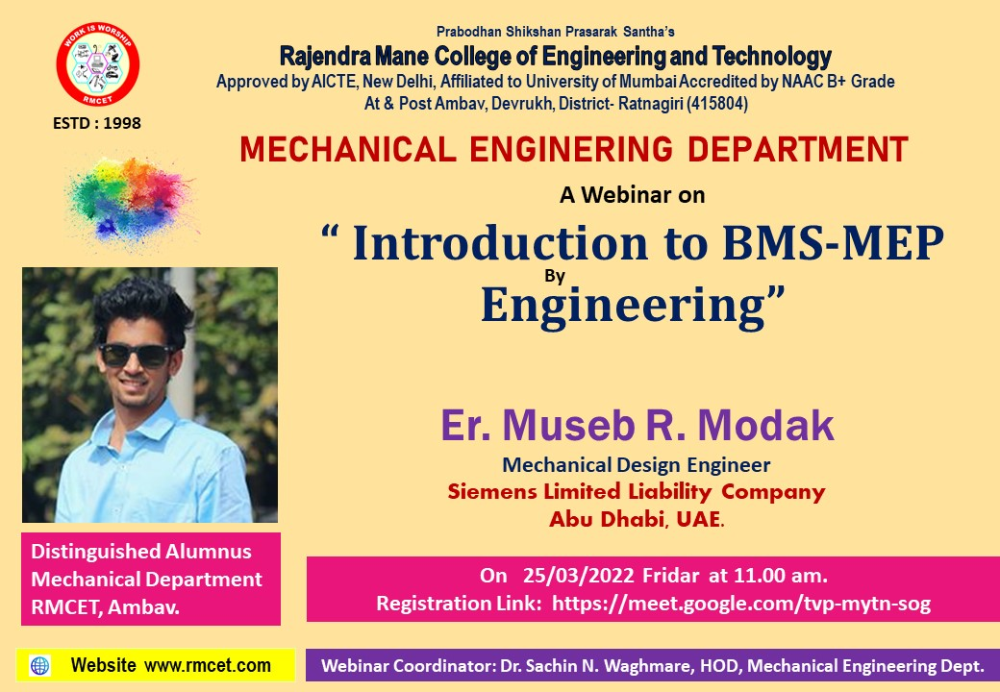 WORK IS WORSHIP
RMCET
ESTD : 1998
Prabodhan Shikshan Prasarak Santha's
Rajendra Mane College of Engineering and Technology
Approved by AICTE, New Delhi, Affiliated to University of Mumbai Accredited by NAAC B+ Grade
At & Post Ambav, Devrukh, District- Ratnagiri (415804)
MECHANICAL ENGINERING DEPARTMENT
A Webinar on
“ Introduction to BMS-MEP
By
Engineering”
Er. Museb R. Modak
Mechanical Design Engineer
Siemens Limited Liability Company
Abu Dhabi, UAE.
Distinguished Alumnus
Mechanical Department
RMCET, Ambav.
On 25/03/2022 Fridar at 11.00 am.
Registration Link: https://meet.google.com/tvp-mytn-sog
Website www.rmcet.com
Webinar Coordinator: Dr. Sachin N. Waghmare, HOD, Mechanical Engineering Dept.